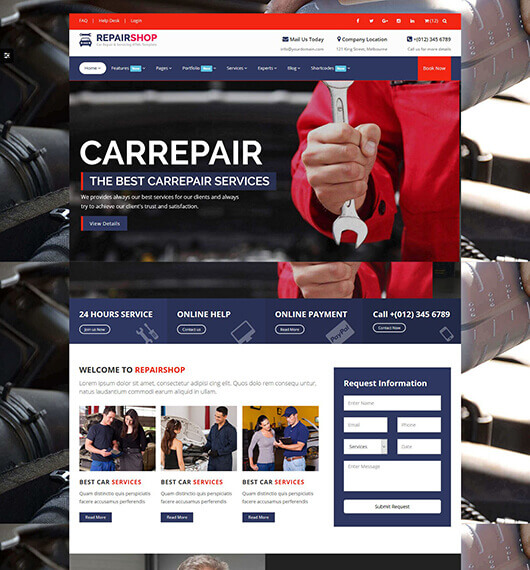 FAQ | Help Desk | Login
(12)
REPAIRSHOP
Car Repair & Servicing HTML Template
Mail Us Today
info@yourdomain.com
Company Location
121 King Street, Melbourne
+(012) 345 6789
Call us for more details
Home
Features New
Pages
Portfolio New
Services
Experts
Blog
Shortcodes New
Book Now
CARREPAIR
THE BEST CARREPAIR SERVICES
We provides always our best services for our clients and always
try to achieve our client's trust and satisfaction.
View Details
24 HOURS SERVICE
Join us Now
ONLINE HELP
Contact us
ONLINE PAYMENT
Read More
PayPal
Call +(012) 345 6789
Contact Now
WELCOME TO REPAIRSHOP
Lorem ipsum dolor sit amet, consectetur adipisicing elit. Quo dolorem rem consequ untur,
natus laudantium commodi earum aliquid in ullam.
BEST CAR SERVICES
Quam distinctio quis perspiciatis
facere accusamus perferendis
Read More
BEST CAR SERVICES
Quam distinctio quis perspiciatis
facere accusamus perferendis
Read More
BEST CAR SERVICES
Quam distinctio quis perspiciatis
facere accusamus perferendis
Read More
Request Information
Enter Name
Email
Phone
Services
Date
Enter Message
Submit Request